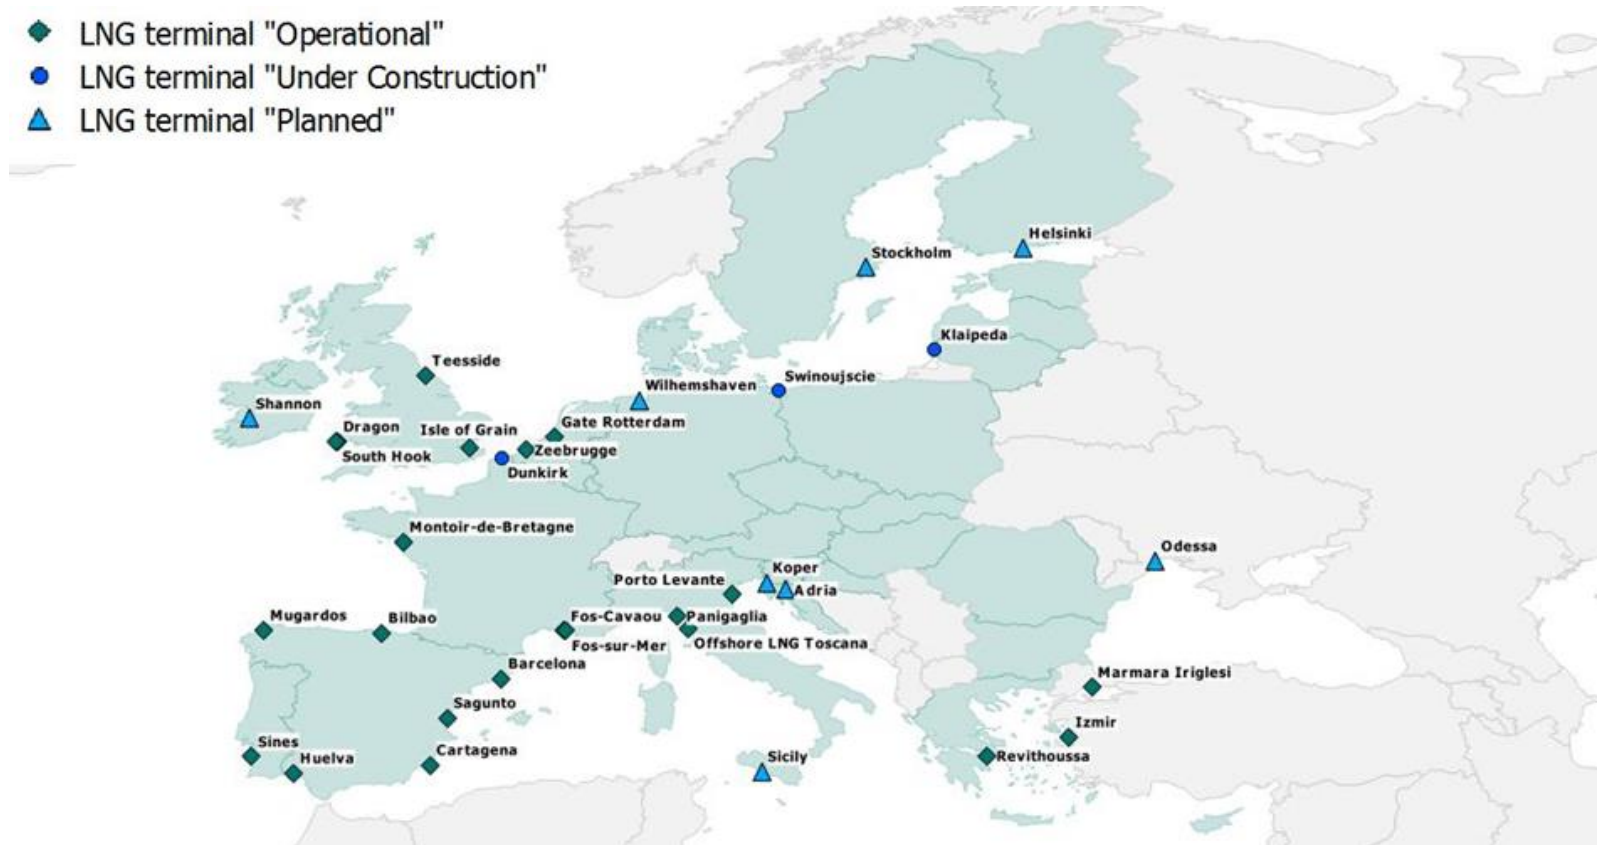 LNG terminal "Operational"
LNG terminal "Under Construction"
LNG terminal "Planned"
Helsinki
Stockholm
Klaipeda
Teesside
Swinoujscie
Wilhemshaven
Shannon
Gate Rotterdam
Dragon
Isle of Grain
Zeebrugge
South Hook
Dunkirk
Montoir-de-Bretagne
Odessa
Koper
Porto Levante
Adria
Mugardos
Bilbao
Fos-Cavaou
Panigaglia
Fos-sur-Mer
Offshore LNG Toscana
Barcelona
Marmara Iriglesi
Sagunto
Izmir
Sines
Huelva
Cartagena
Sicily
Revithoussa